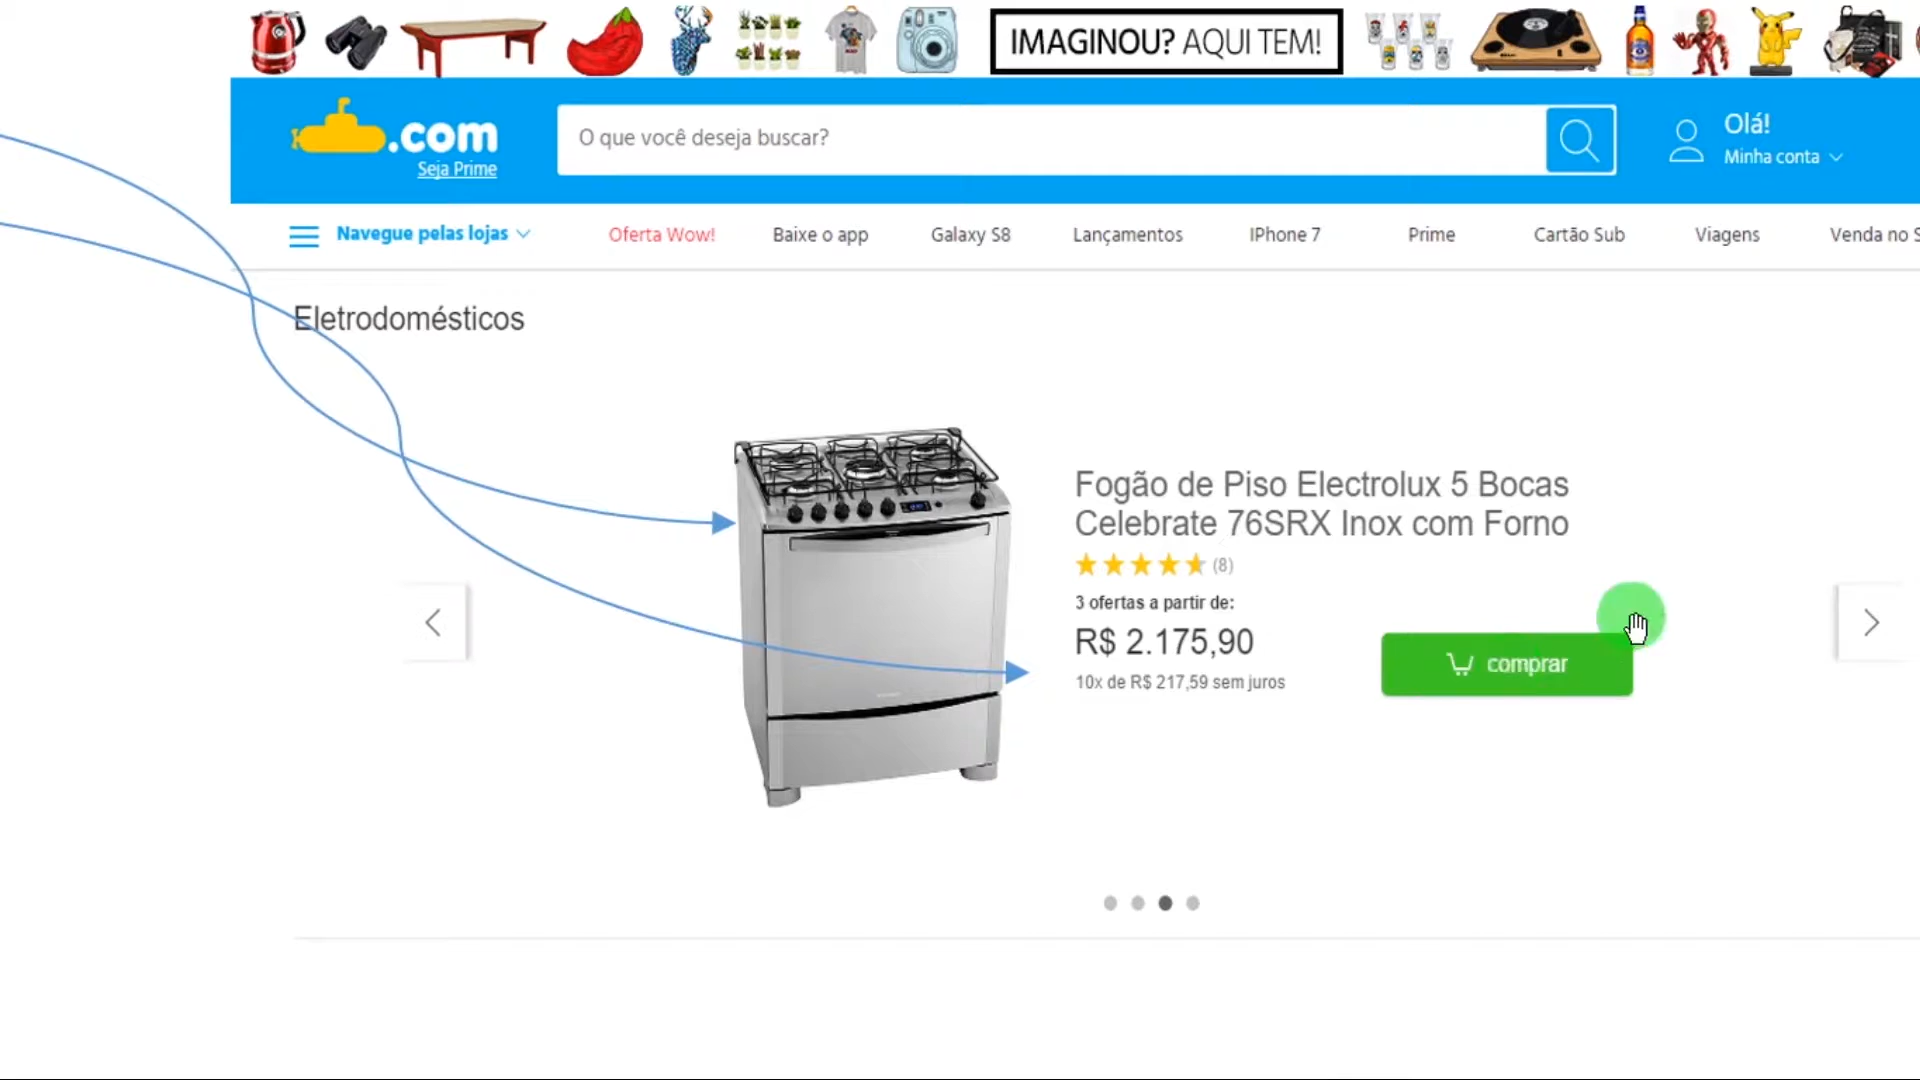 IMAGINOU? AQUI TEM!
.com
Seja Prime
O que você deseja buscar?
Olá!
Minha conta
Navegue pelas lojas
Oferta Wow!
Baixe o app
Galaxy S8
Lançamentos
IPhone 7
Prime
Cartão Sub
Viagens
Venda no S
Eletrodomésticos
Fogão de Piso Electrolux 5 Bocas
Celebrate 76SRX Inox com Forno
(8)
3 ofertas a partir de:
R$ 2.175,90
10x de R$ 217,59 sem juros
comprar